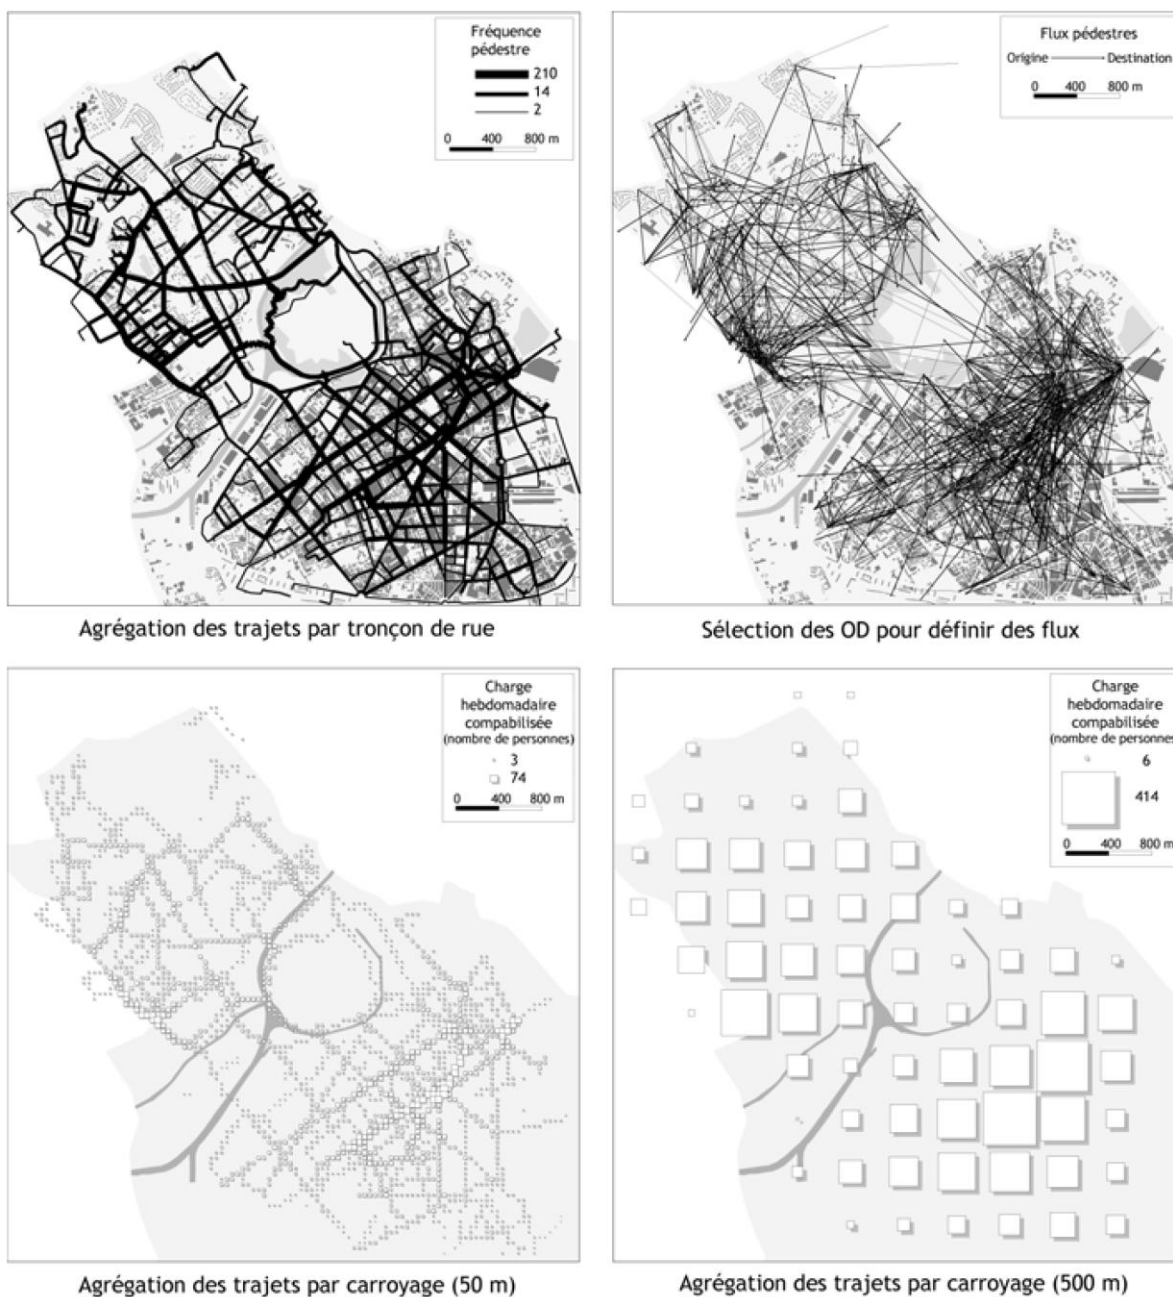 Fréquence
pédestre
210
14
2
0 400 800 m
Agrégation des trajets par tronçon de rue
Flux pédestres
Origine Destination
0 400 800 m
Sélection des OD pour définir des flux
Charge
hebdomadaire
compabilisée
(nombre de personnes)
3
74
0 400 800 m
Agrégation des trajets par carroyage (50 m)
Charge
hebdomadaire
compabilisée
(nombre de personnes)
6
414
0 400 800 m
Agrégation des trajets par carroyage (500 m)